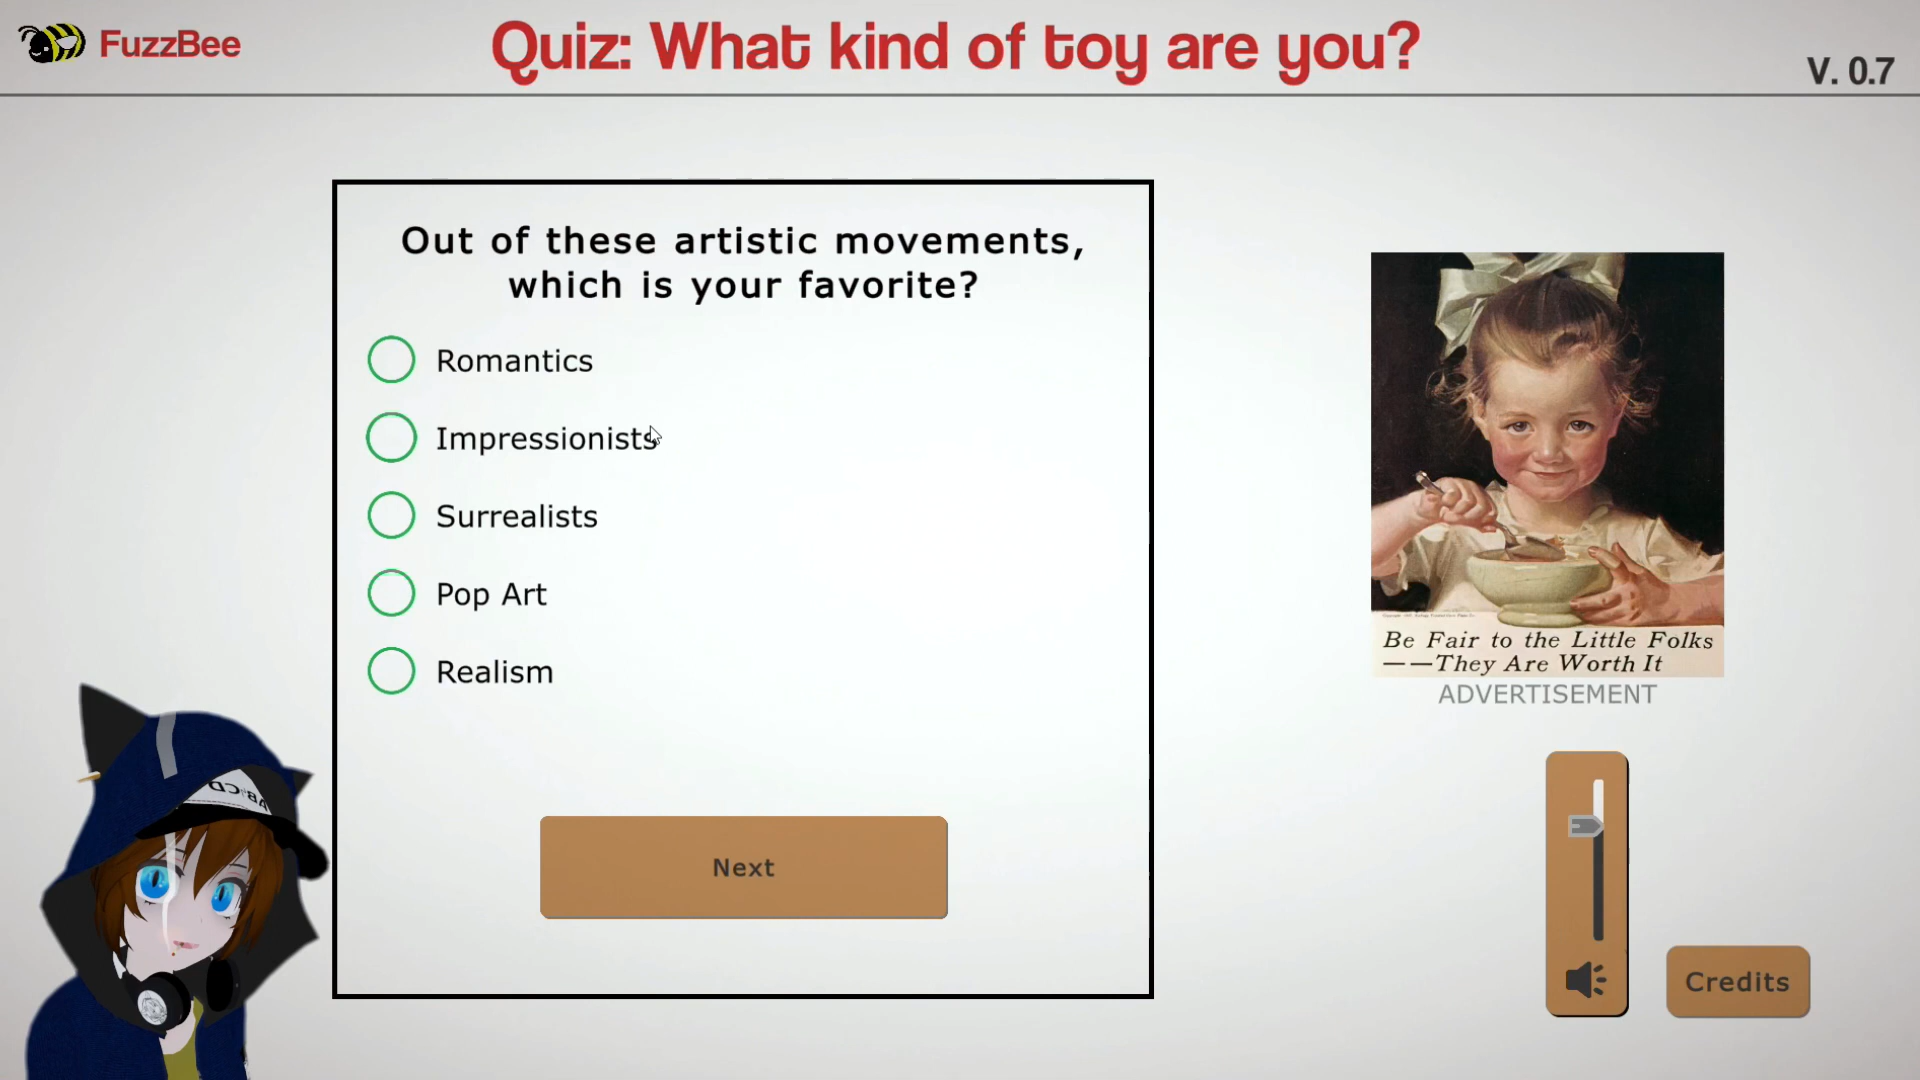 FuzzBee
Quiz: What kind of toy are you?
V. 0.7
Out of these artistic movements,
which is your favorite?
Romantics
Impressionists
Surrealists
Pop Art
Realism
Next
Be Fair to the Little Folks
——They Are Worth It
ADVERTISEMENT
Credits